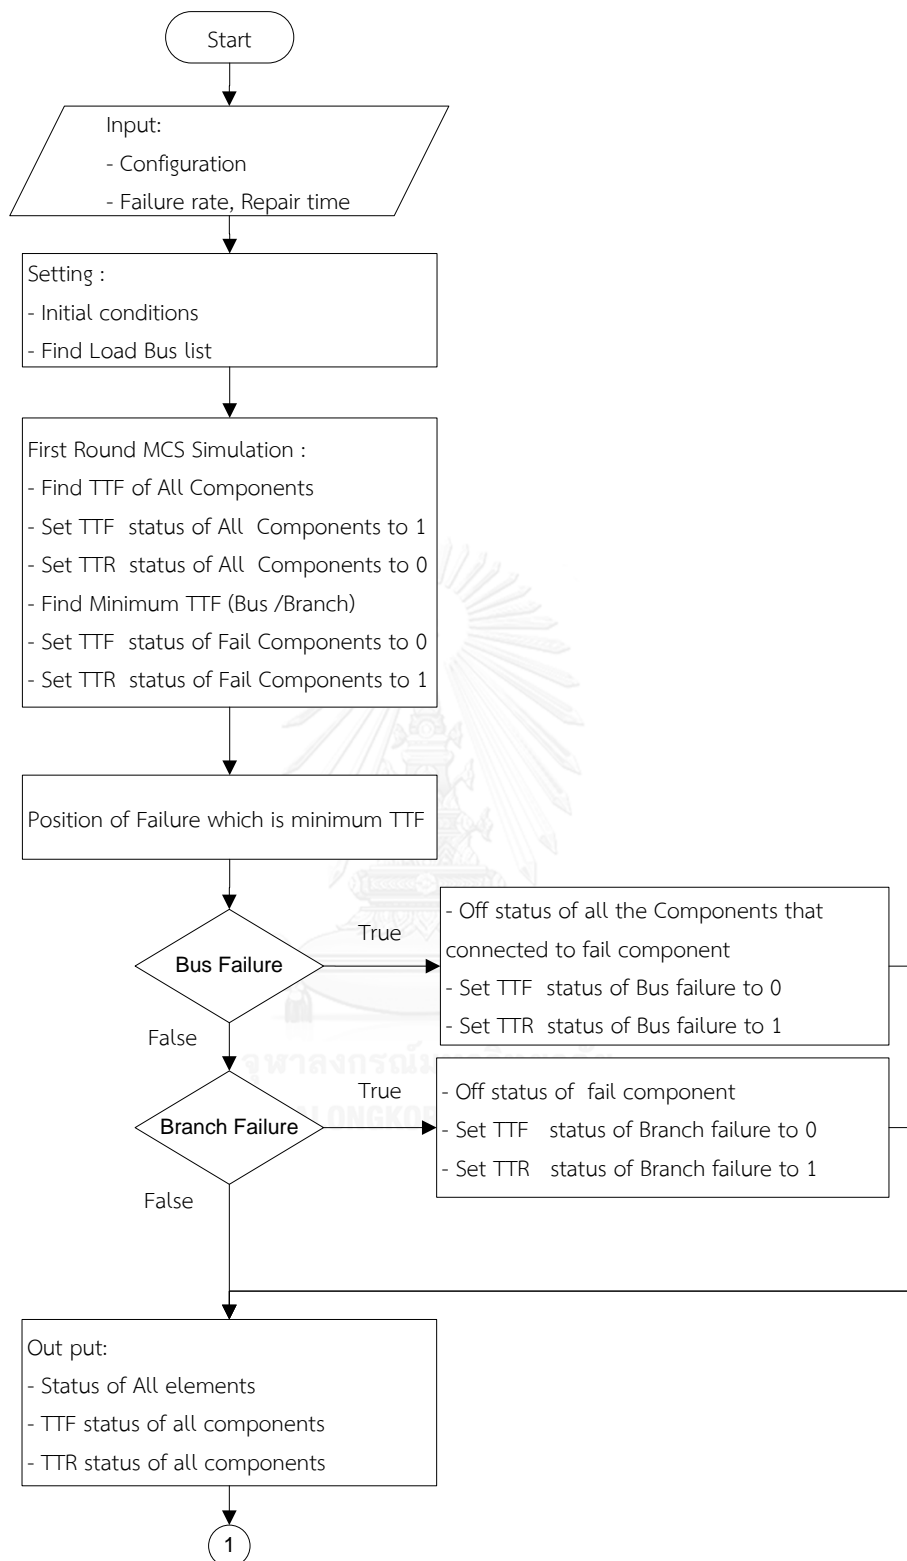 Start
Input:
- Configuration
- Failure rate, Repair time
Setting :
- Initial conditions
- Find Load Bus list
First Round MCS Simulation :
- Find TTF of All Components
- Set TTF status of All Components to 1
- Set TTR status of All Components to 0
- Find Minimum TTF (Bus /Branch)
- Set TTF status of Fail Components to 0
- Set TTR status of Fail Components to 1
Position of Failure which is minimum TTF
Bus Failure
True
- Off status of all the Components that
connected to fail component
- Set TTF status of Bus failure to 0
- Set TTR status of Bus failure to 1
False
Branch Failure
True
- Off status of fail component
- Set TTF status of Branch failure to 0
- Set TTR status of Branch failure to 1
False
Out put:
- Status of All elements
- TTF status of all components
- TTR status of all components
1